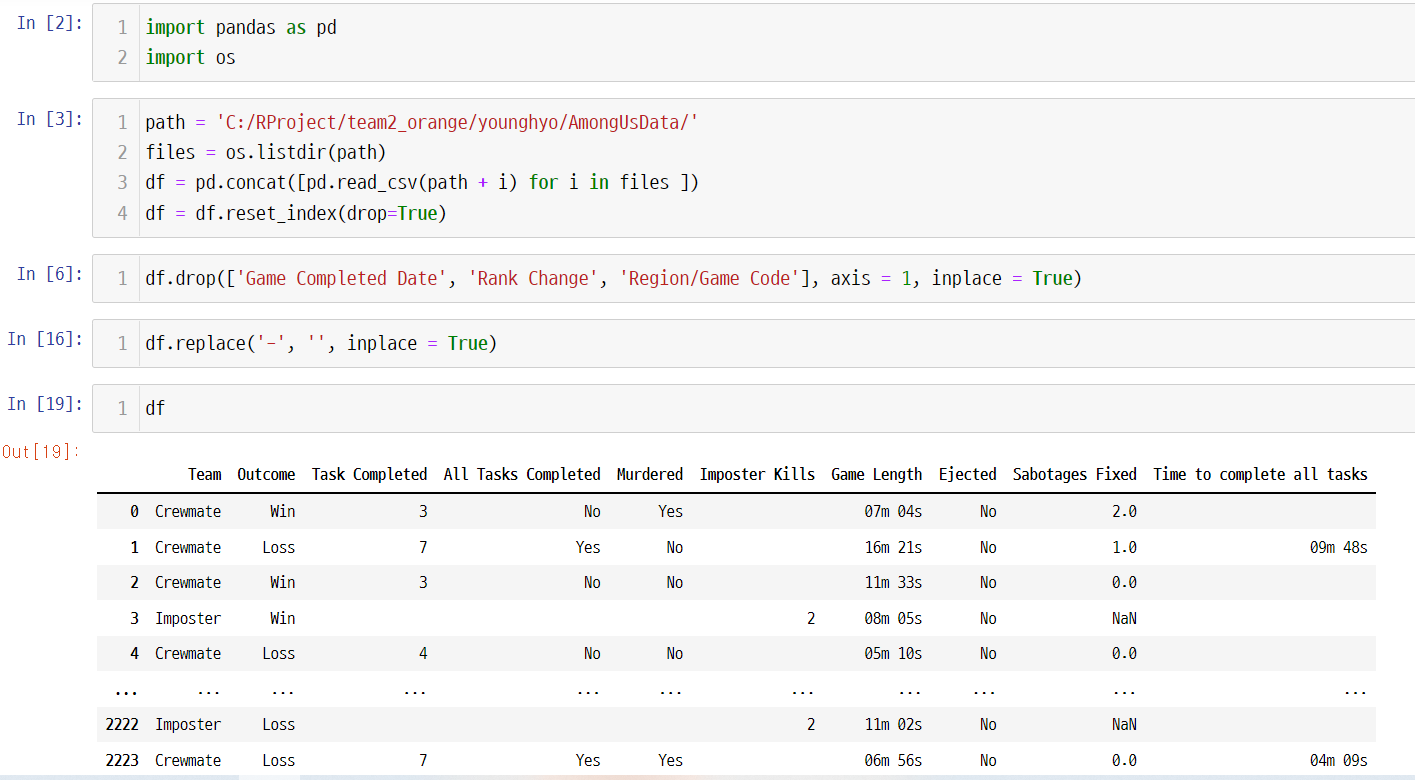 In [2]:
1 import pandas as pd
2 import os
In [3]:
1 path = 'C:/RProject/team2_orange/younghyo/AmongUsData/'
2 files = os.listdir(path)
3 df = pd.concat([pd.read_csv(path + i) for i in files ])
4 df = df.reset_index(drop=True)
In [6]:
1 df.drop(['Game Completed Date', 'Rank Change', 'Region/Game Code'], axis = 1, inplace = True)
In [16]:
1 df.replace('-', '', inplace = True)
In [19]:
1 df
Out[19]:
Team Outcome Task Completed All Tasks Completed Murdered Imposter Kills Game Length Ejected Sabotages Fixed Time to complete all tasks
0 Crewmate Win 3 No Yes 07m 04s No 2.0
1 Crewmate Loss 7 Yes No 16m 21s No 1.0 09m 48s
2 Crewmate Win 3 No No 11m 33s No 0.0
3 Imposter Win 2 08m 05s No NaN
4 Crewmate Loss 4 No No 05m 10s No 0.0
... ... ... ... ... ... ... ... ... ... ...
2222 Imposter Loss 2 11m 02s No NaN
2223 Crewmate Loss 7 Yes Yes 06m 56s No 0.0 04m 09s